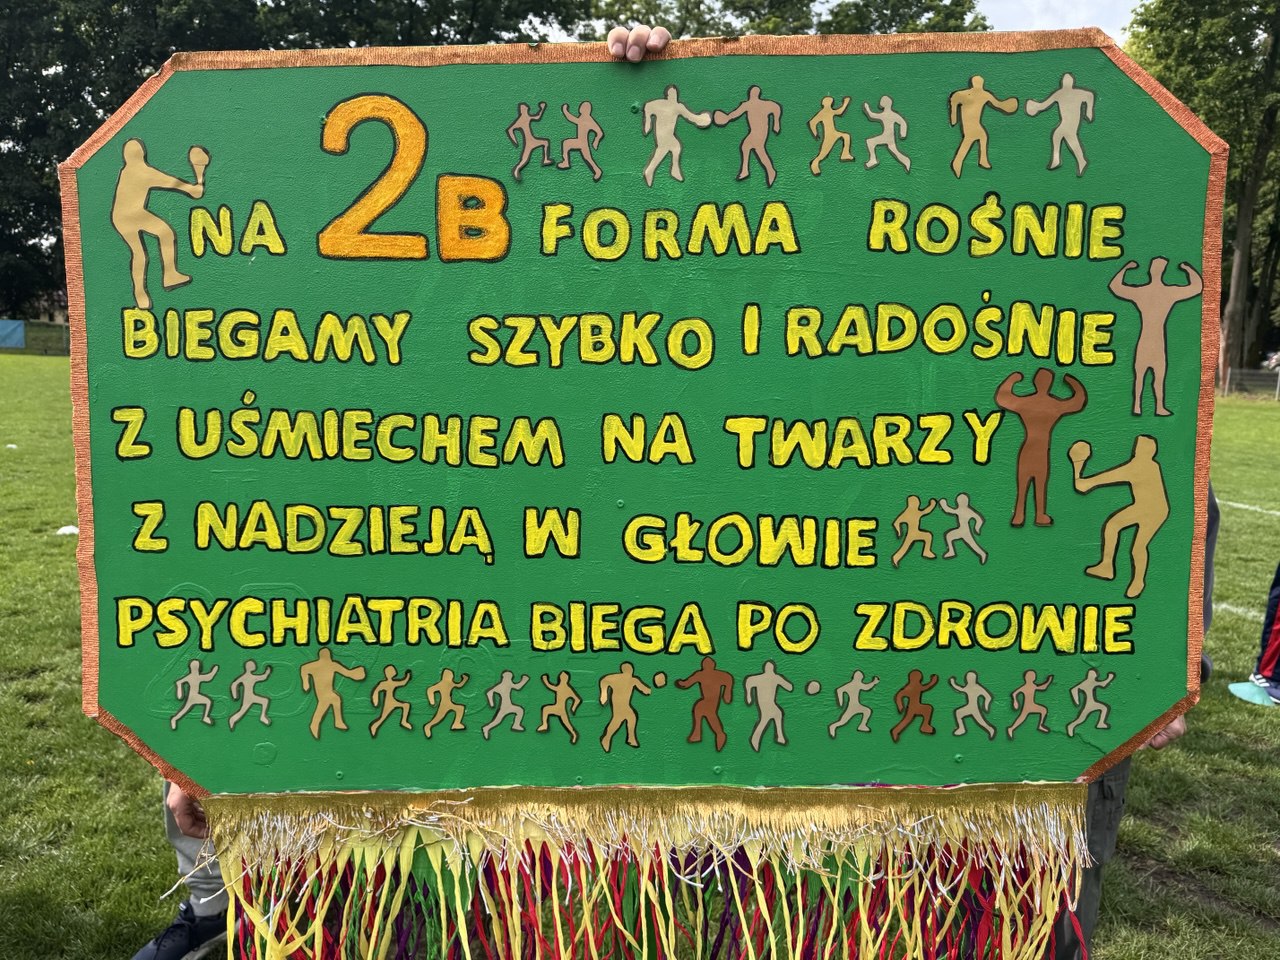 NA 2B FORMA ROŚNIE
BIEGAMY SZYBKO I RADOŚNIE
Z UŚMIECHEM NA TWARZY
Z NADZIEJĄ W GŁOWIE
PSYCHIATRIA BIEGA PO ZDROWIE